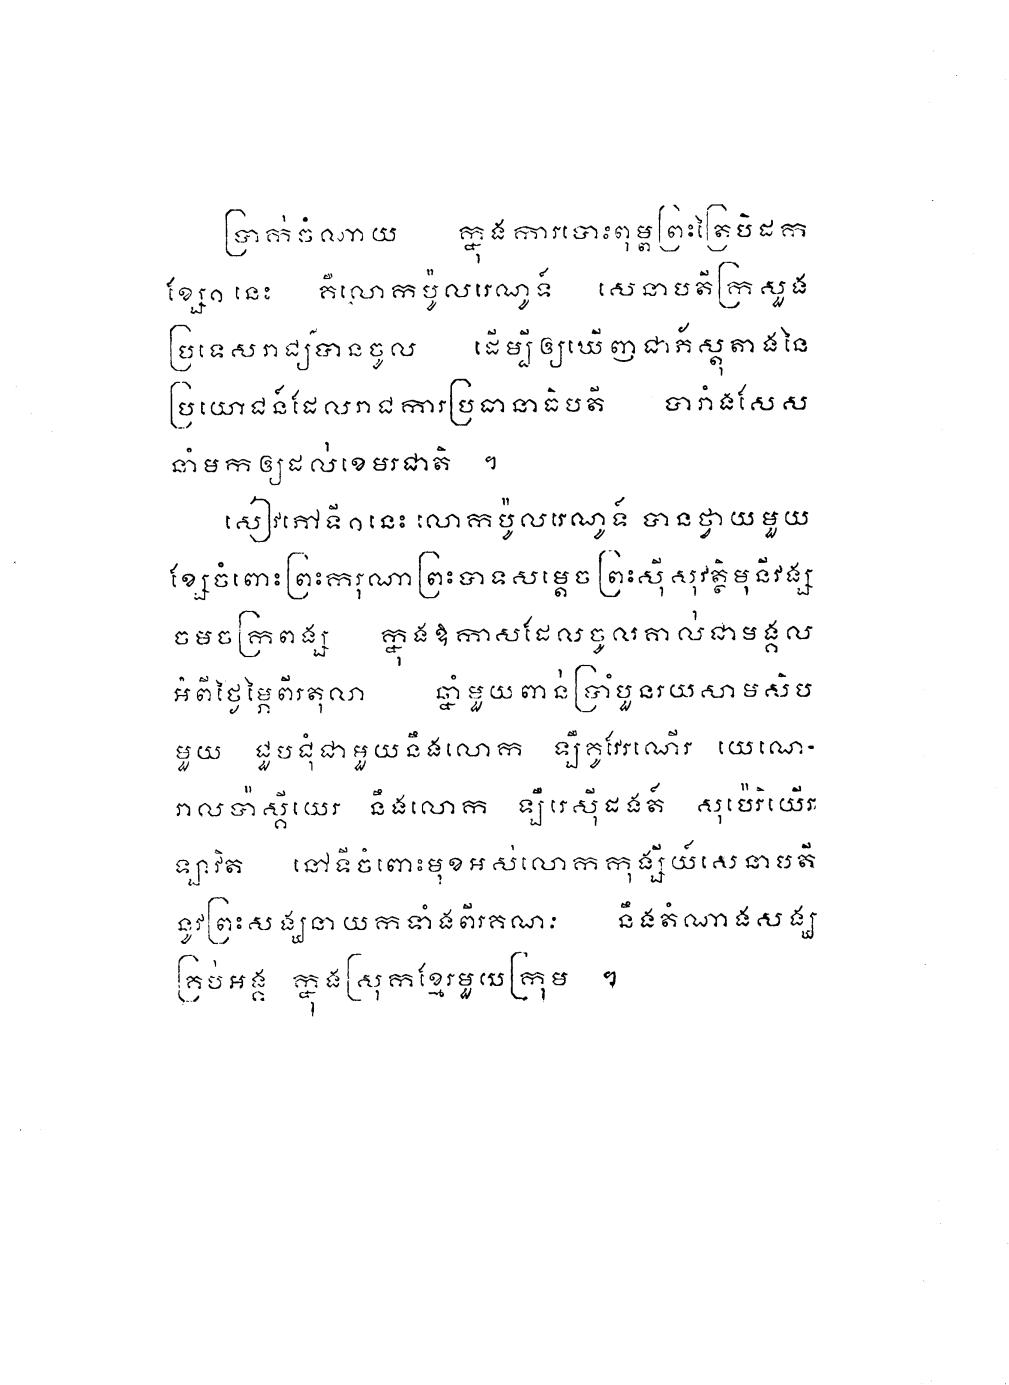 ប្រាក់ចំណាយ ក្នុងការបោះពុម្ពព្រះត្រៃបិដក
ខ្សែ១ នេះ គឺលោកប៉ូលរេណូទ៍ សេនាបតីក្រសួង
ប្រទេសរាជ្យបានចូល ដើម្បីឲ្យឃើញជាភ័ស្តុតាងនៃ
ប្រយោជន៍ដែលរាជការប្រធានាធិបតី បារាំងសែស
នាំមកឲ្យដល់ខេមរជាតិ ។
សៀវភៅទី១នេះ លោកប៉ូលរេណូទ៍ បានថ្វាយមួយ
ខ្សែចំពោះព្រះករុណាព្រះបាទសម្តេចព្រះស៊ីសុវត្ថិមុនីវង្ស
ចមចក្រពង្ស ក្នុងឱកាសដែលចូលគាល់ជាមង្គល
អំពីថ្ងៃម្ភៃពីរតុលា ឆ្នាំមួយពាន់ប្រាំបួនរយសាមសិប
មួយ ជួបជុំជាមួយនឹងលោក ឡឺគូវែរណើរ យេណេ-
រាលប៉ាស្គីយេរ នឹងលោក ឡឺរេស៊ីដងត៍ សុប៉េរិយើរ
ឡាវិត នៅទីចំពោះមុខអស់លោកកុង្ស៊ីយ៍សេនាបតី
នូវព្រះសង្ឃនាយកទាំងពីរគណៈ នឹងតំណាងសង្ឃ
គ្រប់អង្គ ក្នុងស្រុកខ្មែរមួយក្រុម ។